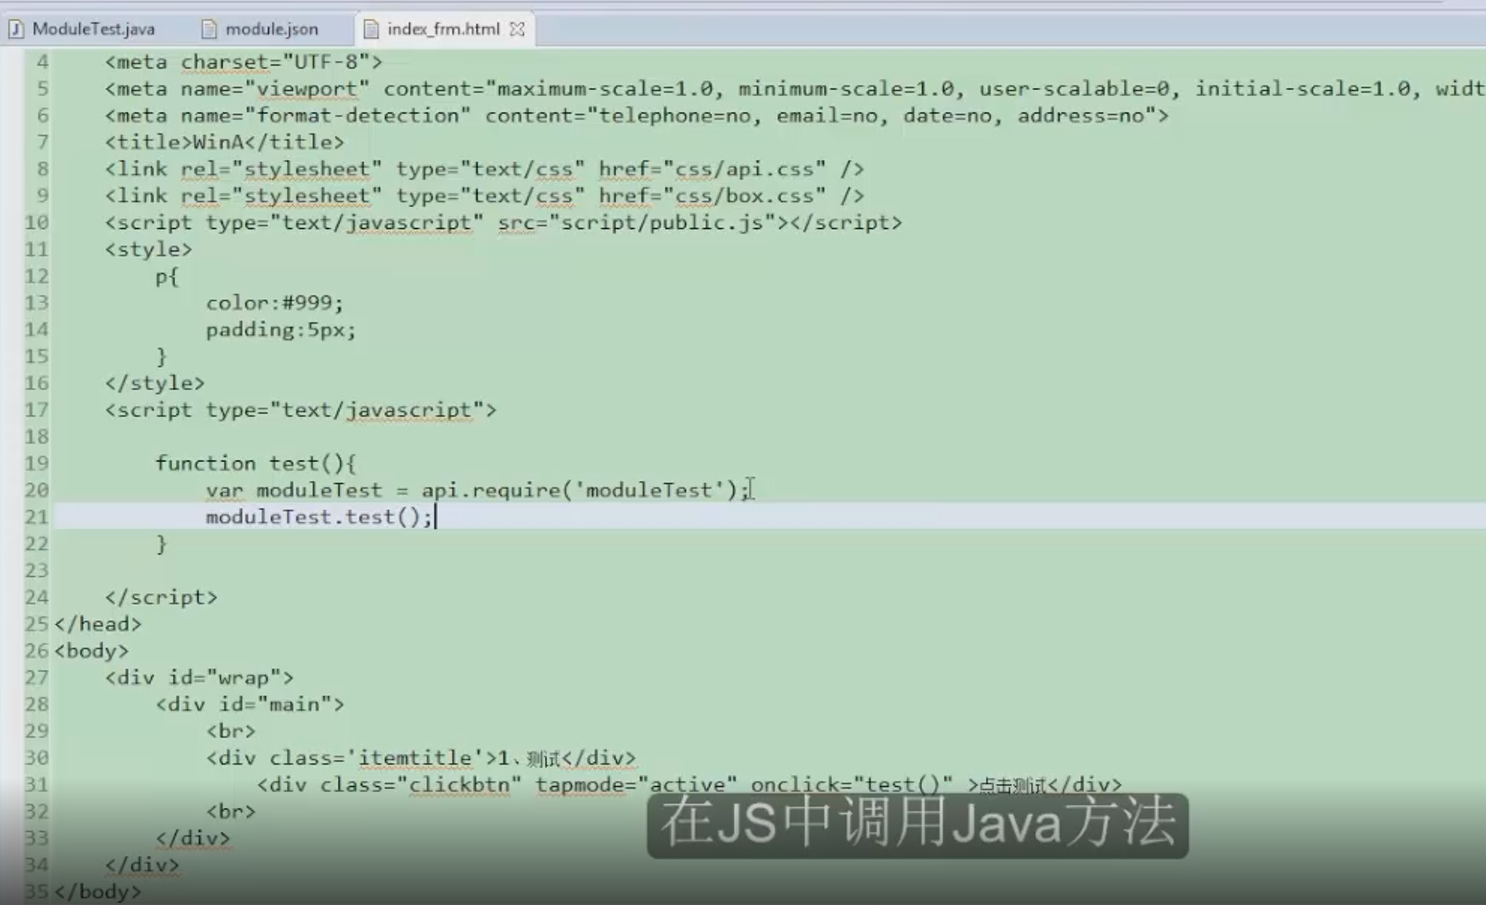 ModuleTest.java module.json index_frm.html
4 <meta charset="UTF-8">
5 <meta name="viewport" content="maximum-scale=1.0, minimum-scale=1.0, user-scalable=0, initial-scale=1.0, widt
6 <meta name="format-detection" content="telephone=no, email=no, date=no, address=no">
7 <title>WinA</title>
8 <link rel="stylesheet" type="text/css" href="css/api.css" />
9 <link rel="stylesheet" type="text/css" href="css/box.css" />
10 <script type="text/javascript" src="script/public.js"></script>
11 <style>
12 p{
13 color:#999;
14 padding:5px;
15 }
16 </style>
17 <script type="text/javascript">
18
19 function test(){
20 var moduleTest = api.require('moduleTest');
21 moduleTest.test();
22 }
23
24 </script>
25 </head>
26 <body>
27 <div id="wrap">
28 <div id="main">
29 <br>
30 <div class='itemtitle'>1、测试</div>
31 <div class="clickbtn" tapmode="active" onclick="test()" >点击测试</div>
32 <br>
33 </div>
34 </div>
35 </body>
在JS中调用Java方法